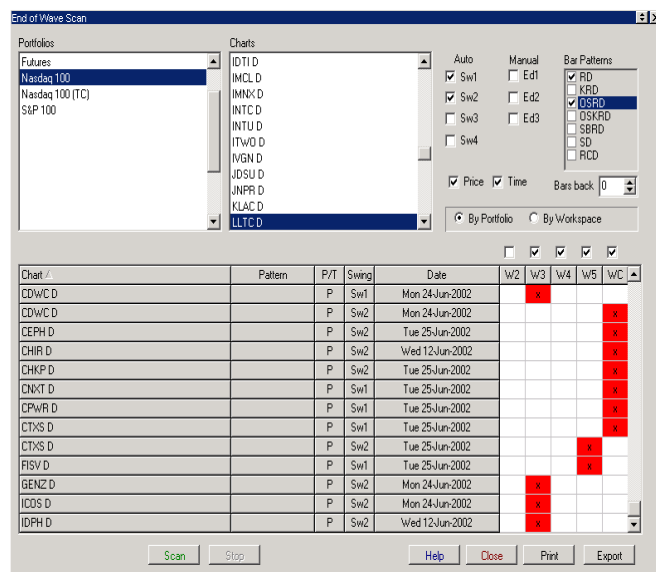 End of Wave Scan
Portfolios
Futures
Nasdaq 100
Nasdaq 100 (TC)
S&P 100
Charts
IDTI D
IMCL D
IMNX D
INTC D
INTU D
ITWO D
IVGN D
JDSU D
JNPR D
KLAC D
LLTC D
Auto
Sw1
Sw2
Sw3
Sw4
Manual
Ed1
Ed2
Ed3
Bar Patterns
RD
KRD
OSRD
OSKRD
SBRD
SD
RCD
Price Time Bars back 0
By Portfolio By Workspace
Chart Pattern P/T Swing Date W2 W3 W4 W5 WC
CDWC D P Sw1 Mon 24-Jun-2002 x
CDWC D P Sw2 Mon 24-Jun-2002 x
CEPH D P Sw2 Tue 25-Jun-2002 x
CHIR D P Sw2 Wed 12-Jun-2002 x
CHKP D P Sw2 Tue 25-Jun-2002 x
CNXT D P Sw1 Tue 25-Jun-2002 x
CPWR D P Sw1 Tue 25-Jun-2002 x
CTXS D P Sw1 Tue 25-Jun-2002 x
CTXS D P Sw2 Tue 25-Jun-2002 x
FISV D P Sw1 Tue 25-Jun-2002 x
GENZ D P Sw2 Mon 24-Jun-2002 x
ICOS D P Sw2 Mon 24-Jun-2002 x
IDPH D P Sw2 Wed 12-Jun-2002 x
Scan Stop Help Close Print Export